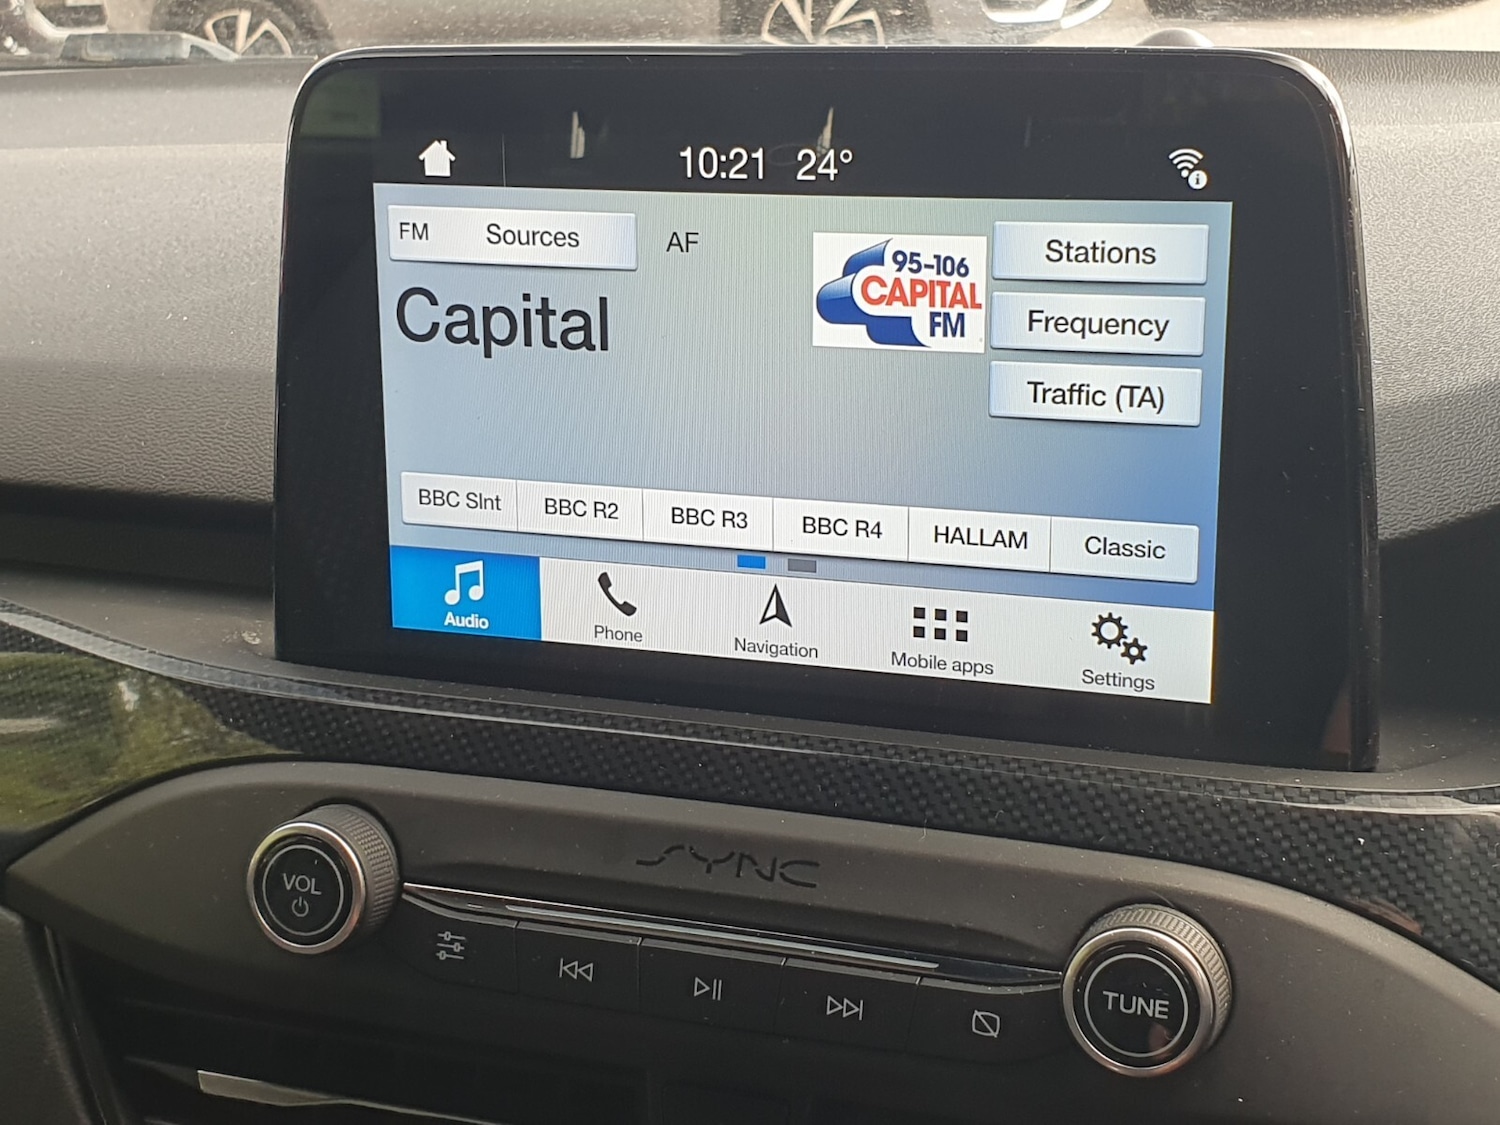 10:21 24°
FM Sources AF
95-106
CAPITAL
FM
Stations
Capital
Frequency
Traffic (TA)
BBC Slnt BBC R2 BBC R3 BBC R4 HALLAM Classic
Audio Phone Navigation Mobile apps Settings
SYNC
VOL
TUNE